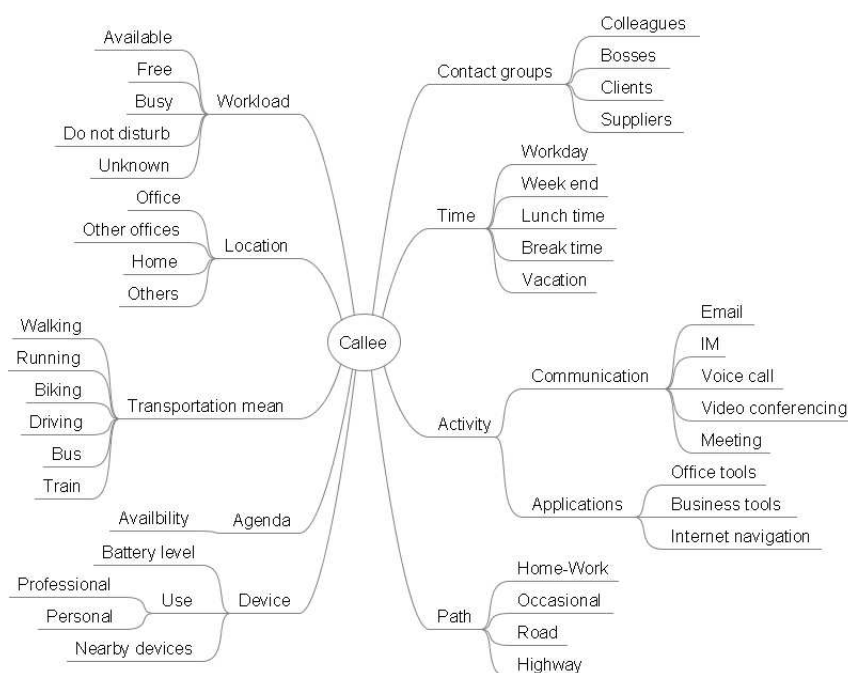 Available
Free
Busy
Do not disturb
Unknown
Workload
Office
Other offices
Home
Others
Location
Walking
Running
Biking
Driving
Bus
Train
Transportation mean
Availbility
Agenda
Battery level
Professional
Personal
Use
Nearby devices
Device
Callee
Contact groups
Colleagues
Bosses
Clients
Suppliers
Time
Workday
Week end
Lunch time
Break time
Vacation
Activity
Communication
Email
IM
Voice call
Video conferencing
Meeting
Applications
Office tools
Business tools
Internet navigation
Path
Home-Work
Occasional
Road
Highway